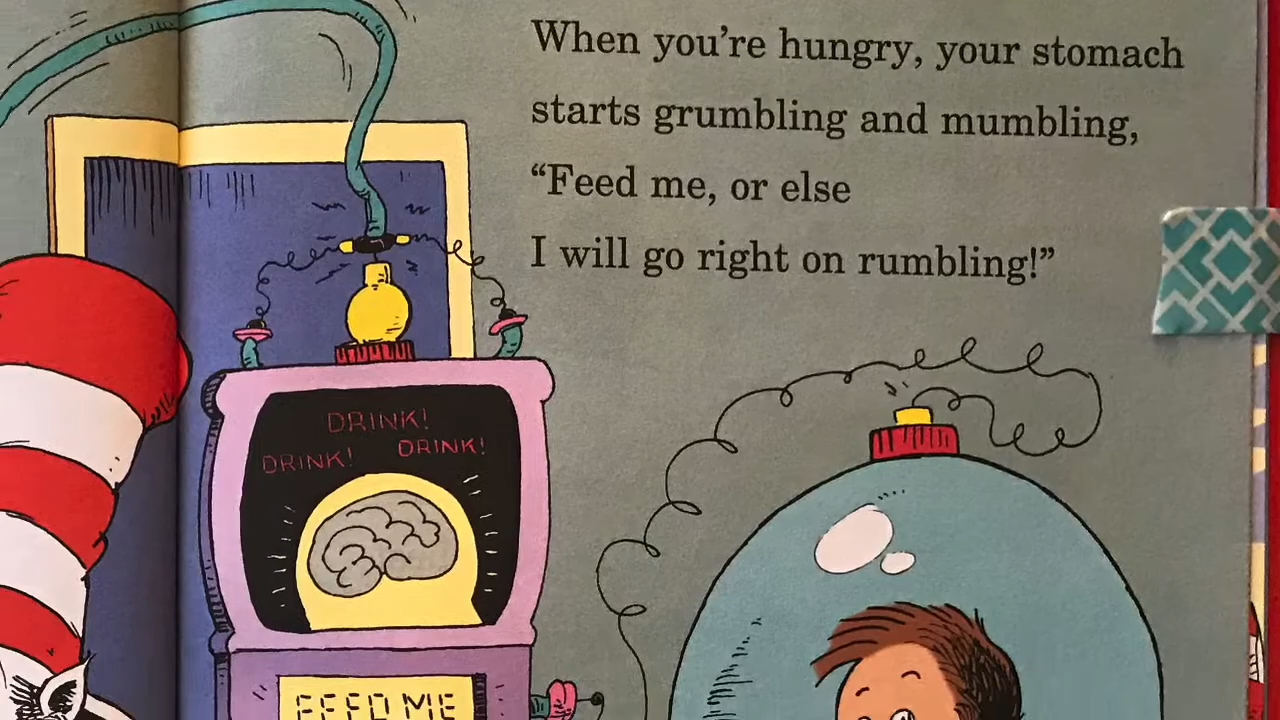 When you're hungry, your stomach
starts grumbling and mumbling,
“Feed me, or else
I will go right on rumbling!”
DRINK!
DRINK! DRINK!
FEED ME